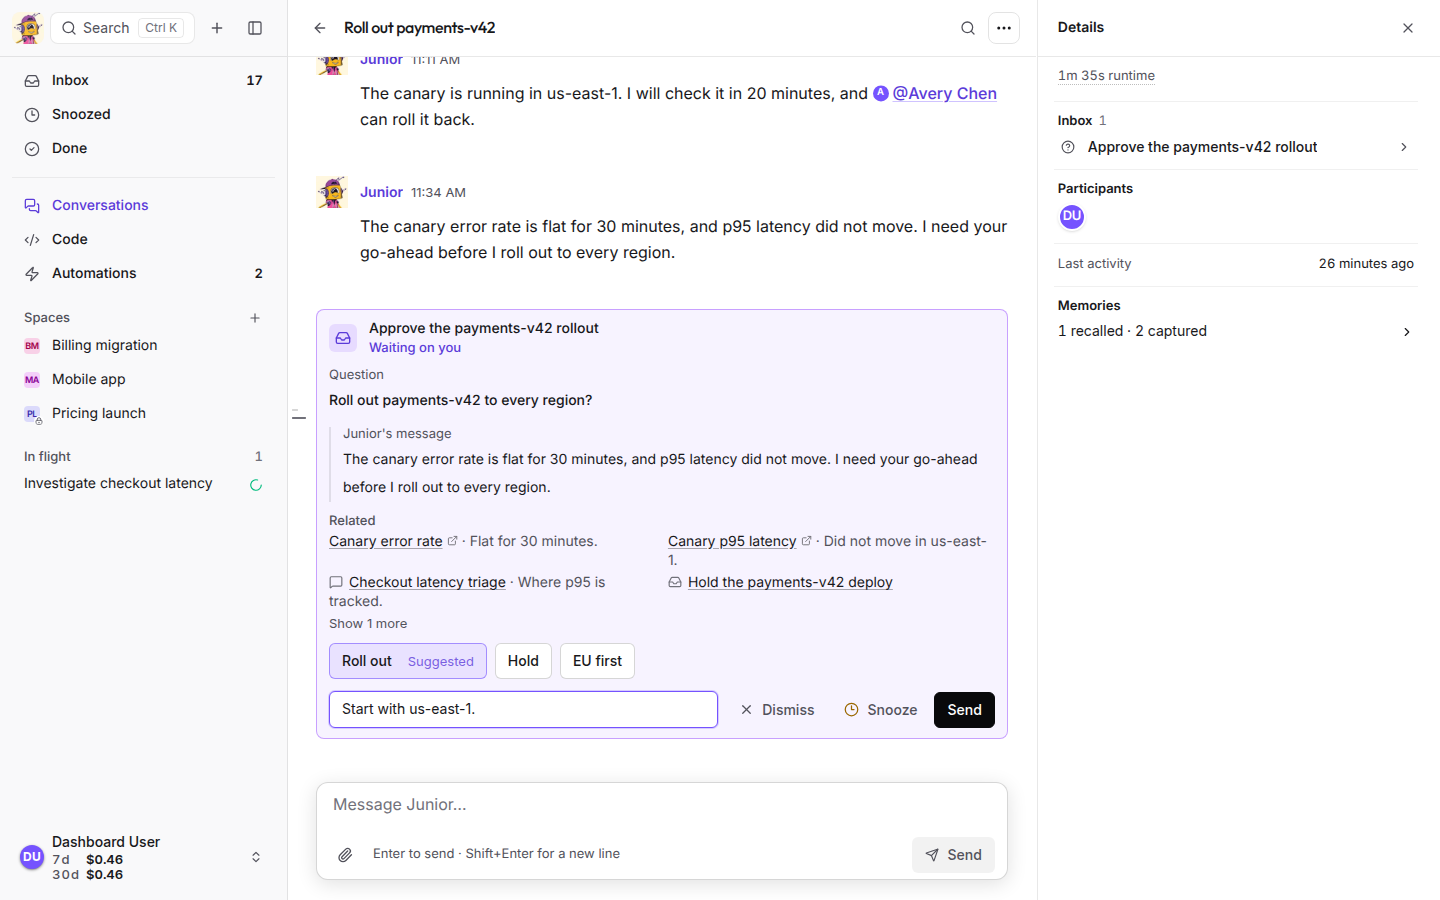 Search Ctrl K
Inbox 17
Snoozed
Done
Conversations
Code
Automations 2
Spaces
BM Billing migration
MA Mobile app
PL Pricing launch
In flight 1
Investigate checkout latency
DU Dashboard User
7d $0.46
30d $0.46
Roll out payments-v42
Junior 11:11 AM
The canary is running in us-east-1. I will check it in 20 minutes, and A @Avery Chen
can roll it back.
Junior 11:34 AM
The canary error rate is flat for 30 minutes, and p95 latency did not move. I need your
go-ahead before I roll out to every region.
Approve the payments-v42 rollout
Waiting on you
Question
Roll out payments-v42 to every region?
Junior's message
The canary error rate is flat for 30 minutes, and p95 latency did not move. I need your go-ahead
before I roll out to every region.
Related
Canary error rate · Flat for 30 minutes.
Canary p95 latency · Did not move in us-east-
1.
Checkout latency triage · Where p95 is
tracked.
Hold the payments-v42 deploy
Show 1 more
Roll out Suggested Hold EU first
Start with us-east-1. Dismiss Snooze Send
Message Junior...
Enter to send · Shift+Enter for a new line Send
Details
1m 35s runtime
Inbox 1
Approve the payments-v42 rollout
Participants
DU
Last activity 26 minutes ago
Memories
1 recalled · 2 captured